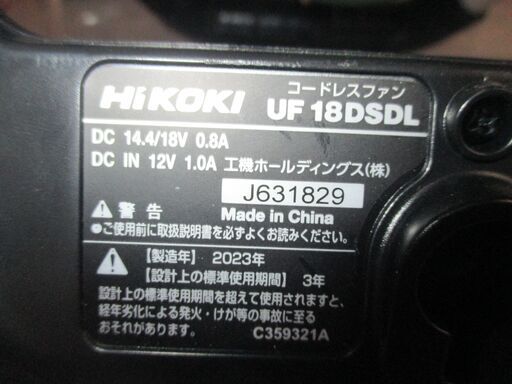 HiKOKI
コードレスファン
UF 18DSDL
DC 14.4/18V 0.8A
DC IN 12V 1.0A 工機ホールディングス(株)
J631829
警告 Made in China
●ご使用前に取扱説明書を必ずよくお読みください。
【製造年】 2023年
【設計上の標準使用期間】 3年
設計上の標準使用期間を超えて使用されますと、
経年劣化による発火・けが等の事故に至る
おそれがあります。 C359321A